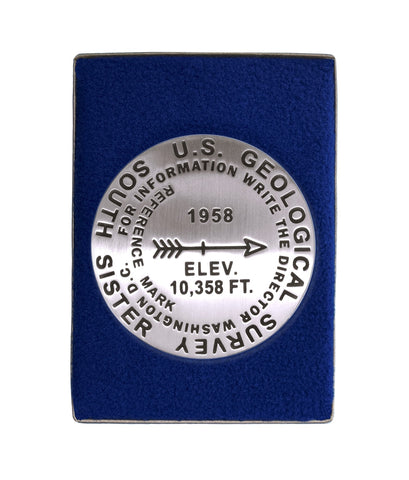 U.S. GEOLOGICAL SURVEY
SOUTH SISTER
FOR INFORMATION WRITE THE DIRECTOR WASHINGTON D.C.
REFERENCE MARK
1958
ELEV.
10,358 FT.